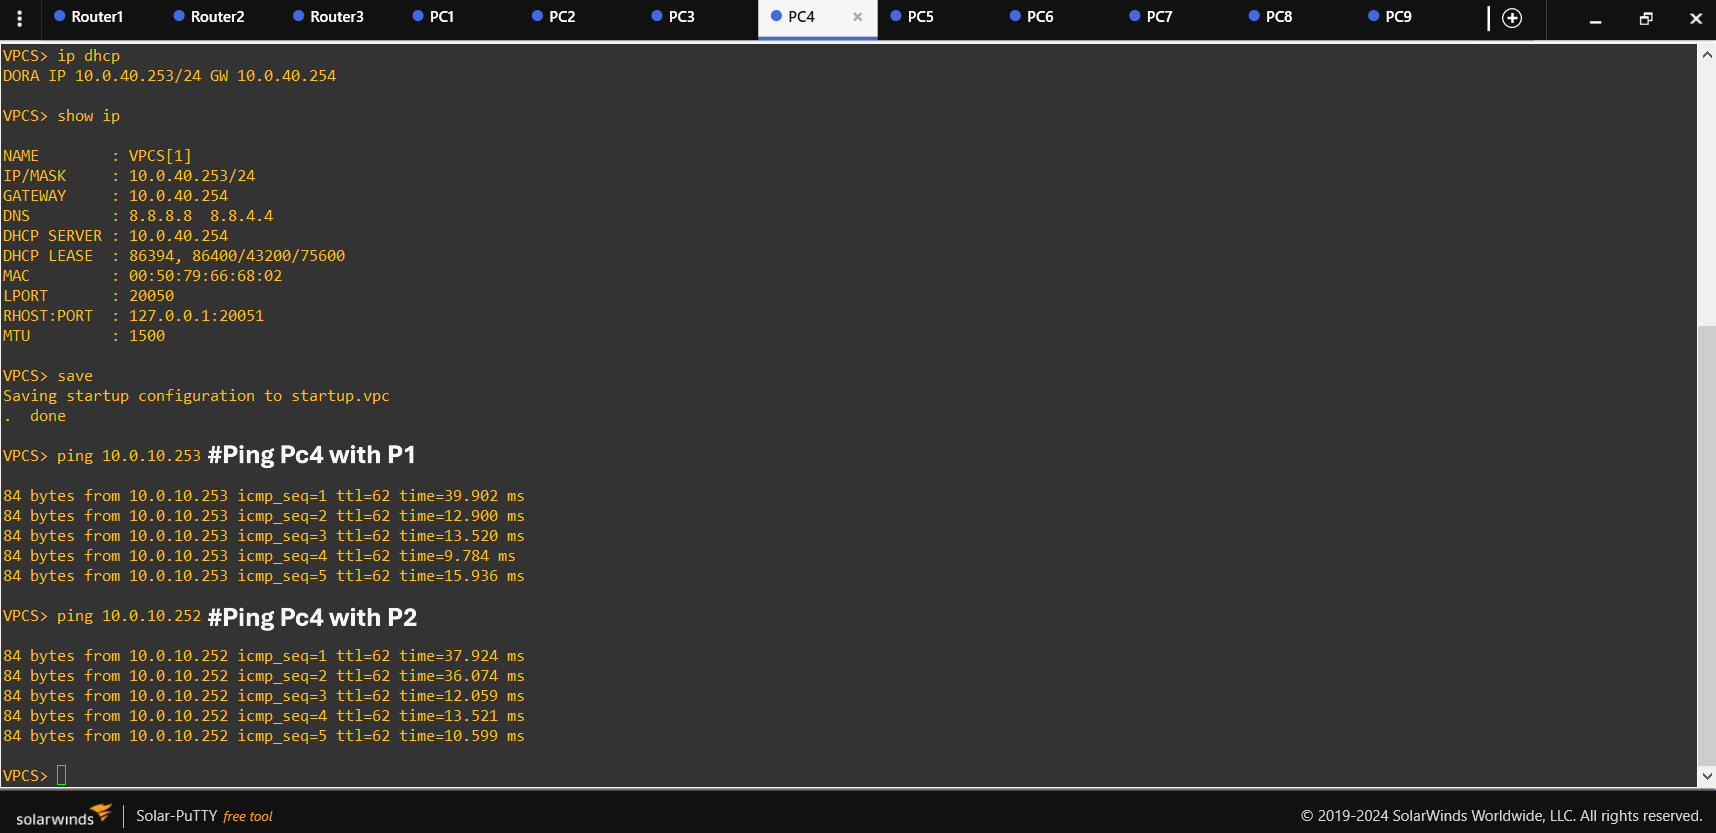 Router1 Router2 Router3 PC1 PC2 PC3 PC4 PC5 PC6 PC7 PC8 PC9
VPCS> ip dhcp
DORA IP 10.0.40.253/24 GW 10.0.40.254
VPCS> show ip
NAME        : VPCS[1]
IP/MASK     : 10.0.40.253/24
GATEWAY     : 10.0.40.254
DNS         : 8.8.8.8  8.8.4.4
DHCP SERVER : 10.0.40.254
DHCP LEASE  : 86394, 86400/43200/75600
MAC         : 00:50:79:66:68:02
LPORT       : 20050
RHOST:PORT  : 127.0.0.1:20051
MTU         : 1500
VPCS> save
Saving startup configuration to startup.vpc
.  done
VPCS> ping 10.0.10.253 #Ping Pc4 with P1
84 bytes from 10.0.10.253 icmp_seq=1 ttl=62 time=39.902 ms
84 bytes from 10.0.10.253 icmp_seq=2 ttl=62 time=12.900 ms
84 bytes from 10.0.10.253 icmp_seq=3 ttl=62 time=13.520 ms
84 bytes from 10.0.10.253 icmp_seq=4 ttl=62 time=9.784 ms
84 bytes from 10.0.10.253 icmp_seq=5 ttl=62 time=15.936 ms
VPCS> ping 10.0.10.252 #Ping Pc4 with P2
84 bytes from 10.0.10.252 icmp_seq=1 ttl=62 time=37.924 ms
84 bytes from 10.0.10.252 icmp_seq=2 ttl=62 time=36.074 ms
84 bytes from 10.0.10.252 icmp_seq=3 ttl=62 time=12.059 ms
84 bytes from 10.0.10.252 icmp_seq=4 ttl=62 time=13.521 ms
84 bytes from 10.0.10.252 icmp_seq=5 ttl=62 time=10.599 ms
VPCS>
solarwinds | Solar-PuTTY free tool © 2019-2024 SolarWinds Worldwide, LLC. All rights reserved.